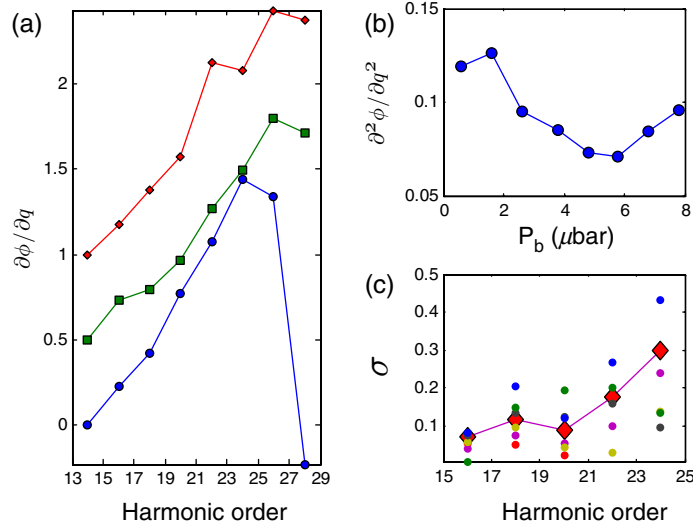 (a)
2
1.5
1
0.5
0
∂ϕ/∂q
13 15 17 19 21 23 25 27 29
Harmonic order
(b)
0.15
0.1
0.05
∂²ϕ/∂q²
0 2 4 6 8
P_b (μbar)
(c)
0.5
0.4
0.3
0.2
0.1
σ
15 17 19 21 23 25
Harmonic order